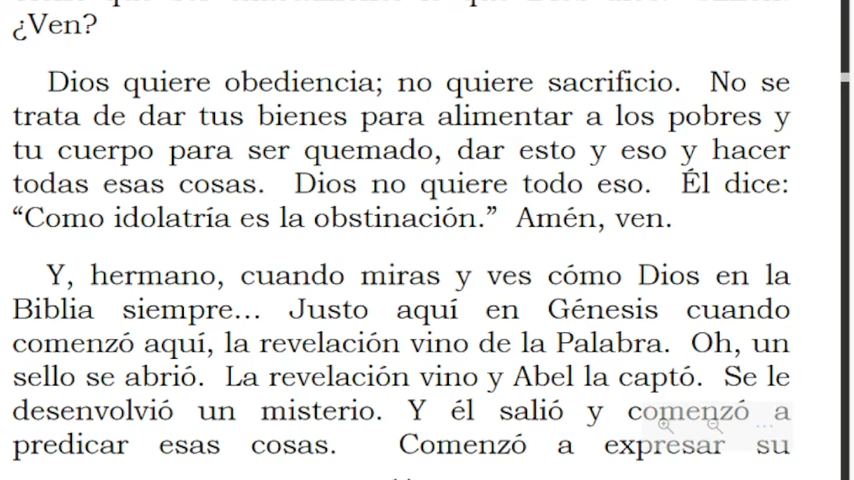 ¿Ven?
Dios quiere obediencia; no quiere sacrificio. No se
trata de dar tus bienes para alimentar a los pobres y
tu cuerpo para ser quemado, dar esto y eso y hacer
todas esas cosas. Dios no quiere todo eso. Él dice:
“Como idolatría es la obstinación.” Amén, ven.
Y, hermano, cuando miras y ves cómo Dios en la
Biblia siempre... Justo aquí en Génesis cuando
comenzó aquí, la revelación vino de la Palabra. Oh, un
sello se abrió. La revelación vino y Abel la captó. Se le
desenvolvió un misterio. Y él salió y comenzó a
predicar esas cosas. Comenzó a expresar su